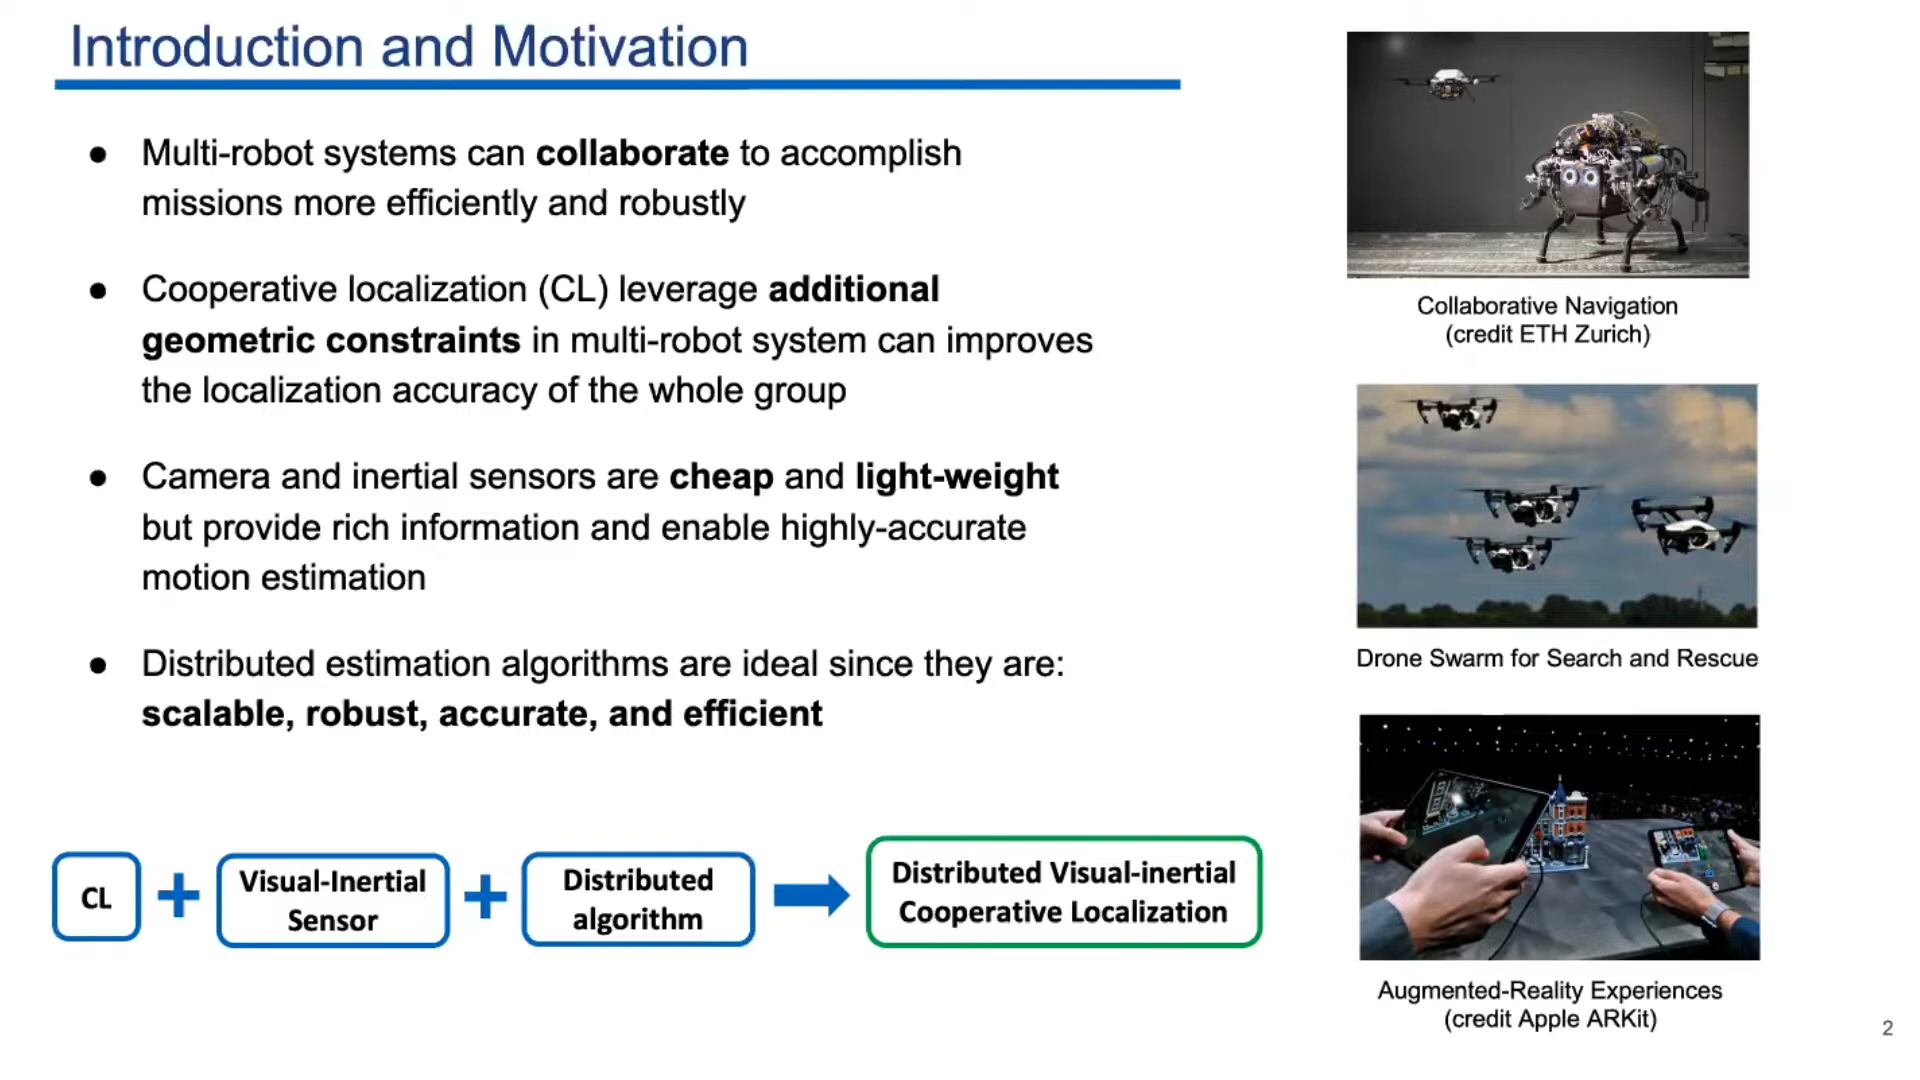 Introduction and Motivation
● Multi-robot systems can collaborate to accomplish
missions more efficiently and robustly
● Cooperative localization (CL) leverage additional
geometric constraints in multi-robot system can improves
the localization accuracy of the whole group
● Camera and inertial sensors are cheap and light-weight
but provide rich information and enable highly-accurate
motion estimation
● Distributed estimation algorithms are ideal since they are:
scalable, robust, accurate, and efficient
CL
+
Visual-Inertial
Sensor
+
Distributed
algorithm
Distributed Visual-inertial
Cooperative Localization
Collaborative Navigation
(credit ETH Zurich)
Drone Swarm for Search and Rescue
Augmented-Reality Experiences
(credit Apple ARKit)
2